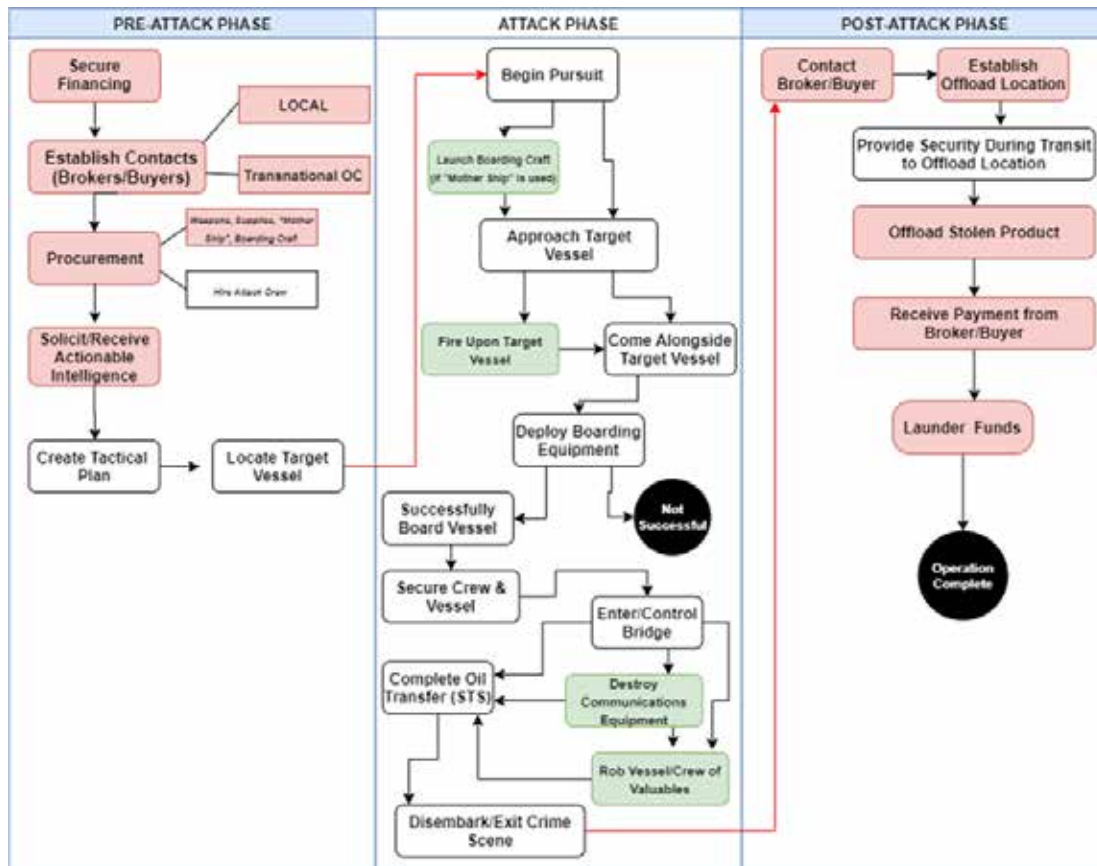 PRE-ATTACK PHASE
ATTACK PHASE
POST-ATTACK PHASE
Secure
Financing
LOCAL
Establish Contacts
(Brokers/Buyers)
Transnational OC
Weapons, Supplies, "Mother
Ship", Boarding Craft
Procurement
Hire Attack Crew
Solicit/Receive
Actionable
Intelligence
Create Tactical
Plan
Locate Target
Vessel
Begin Pursuit
Launch Boarding Craft
(If "Mother Ship" is used)
Approach Target
Vessel
Fire Upon Target
Vessel
Come Alongside
Target Vessel
Deploy Boarding
Equipment
Successfully
Board Vessel
Not
Successful
Secure Crew &
Vessel
Enter/Control
Bridge
Complete Oil
Transfer (STS)
Destroy
Communications
Equipment
Rob Vessel/Crew of
Valuables
Disembark/Exit Crime
Scene
Contact
Broker/Buyer
Establish
Offload Location
Provide Security During Transit
to Offload Location
Offload Stolen Product
Receive Payment from
Broker/Buyer
Launder Funds
Operation
Complete